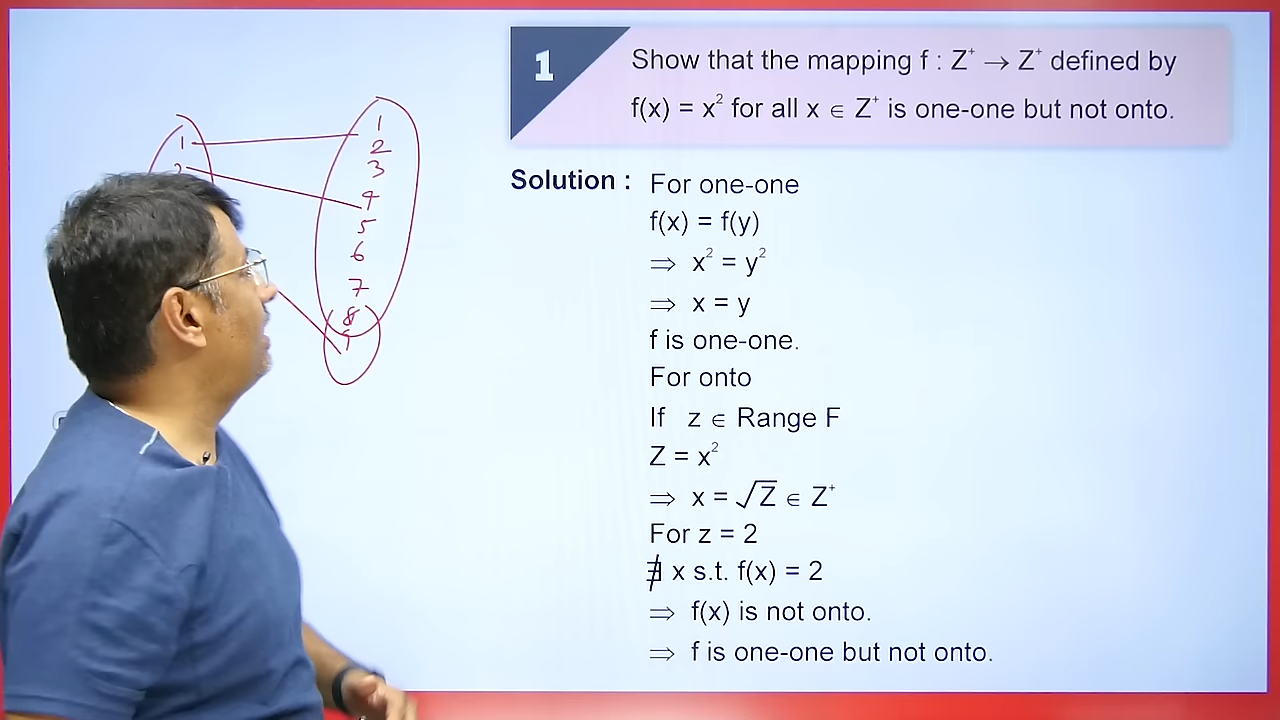 1
Show that the mapping f : Z⁺ → Z⁺ defined by
f(x) = x² for all x ∈ Z⁺ is one-one but not onto.
Solution : For one-one
f(x) = f(y)
⇒ x² = y²
⇒ x = y
f is one-one.
For onto
If z ∈ Range F
Z = x²
⇒ x = √Z ∈ Z⁺
For z = 2
∄ x s.t. f(x) = 2
⇒ f(x) is not onto.
⇒ f is one-one but not onto.
1
1
2
3
4
5
6
7
8